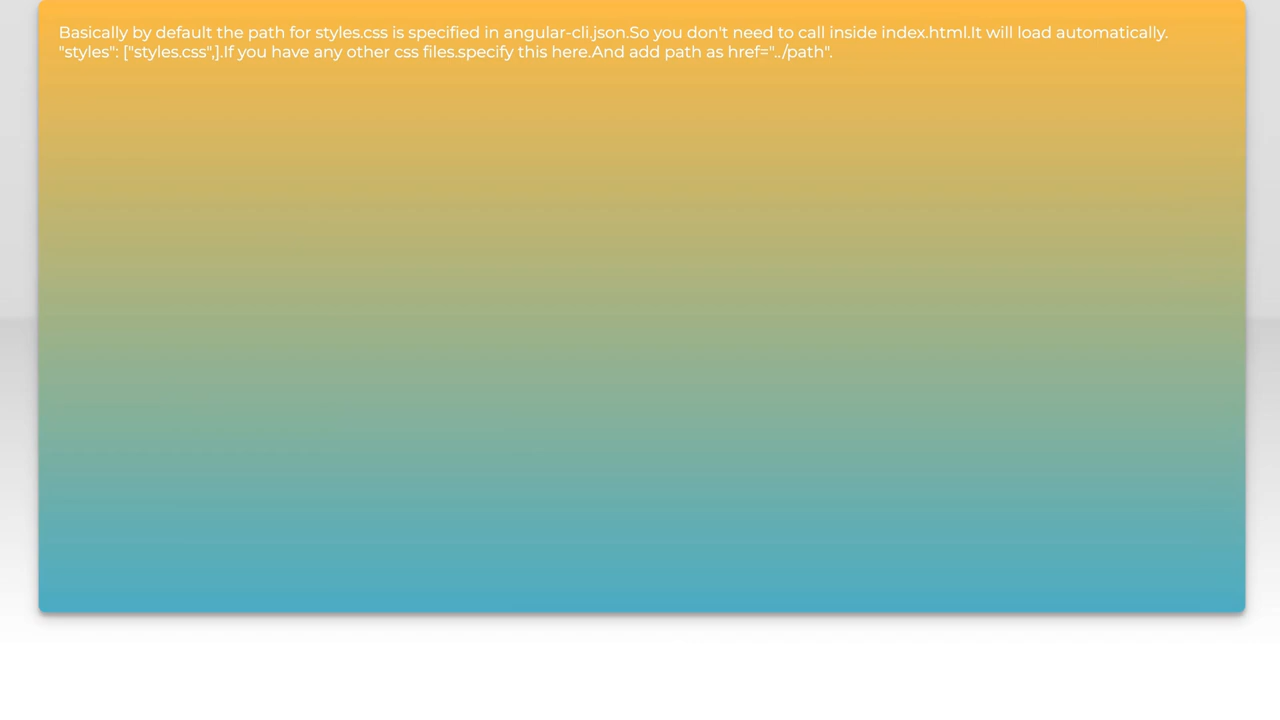 Basically by default the path for styles.css is specified in angular-cli.json.So you don't need to call inside index.html.It will load automatically.
"styles": ["styles.css",].If you have any other css files.specify this here.And add path as href="../path".